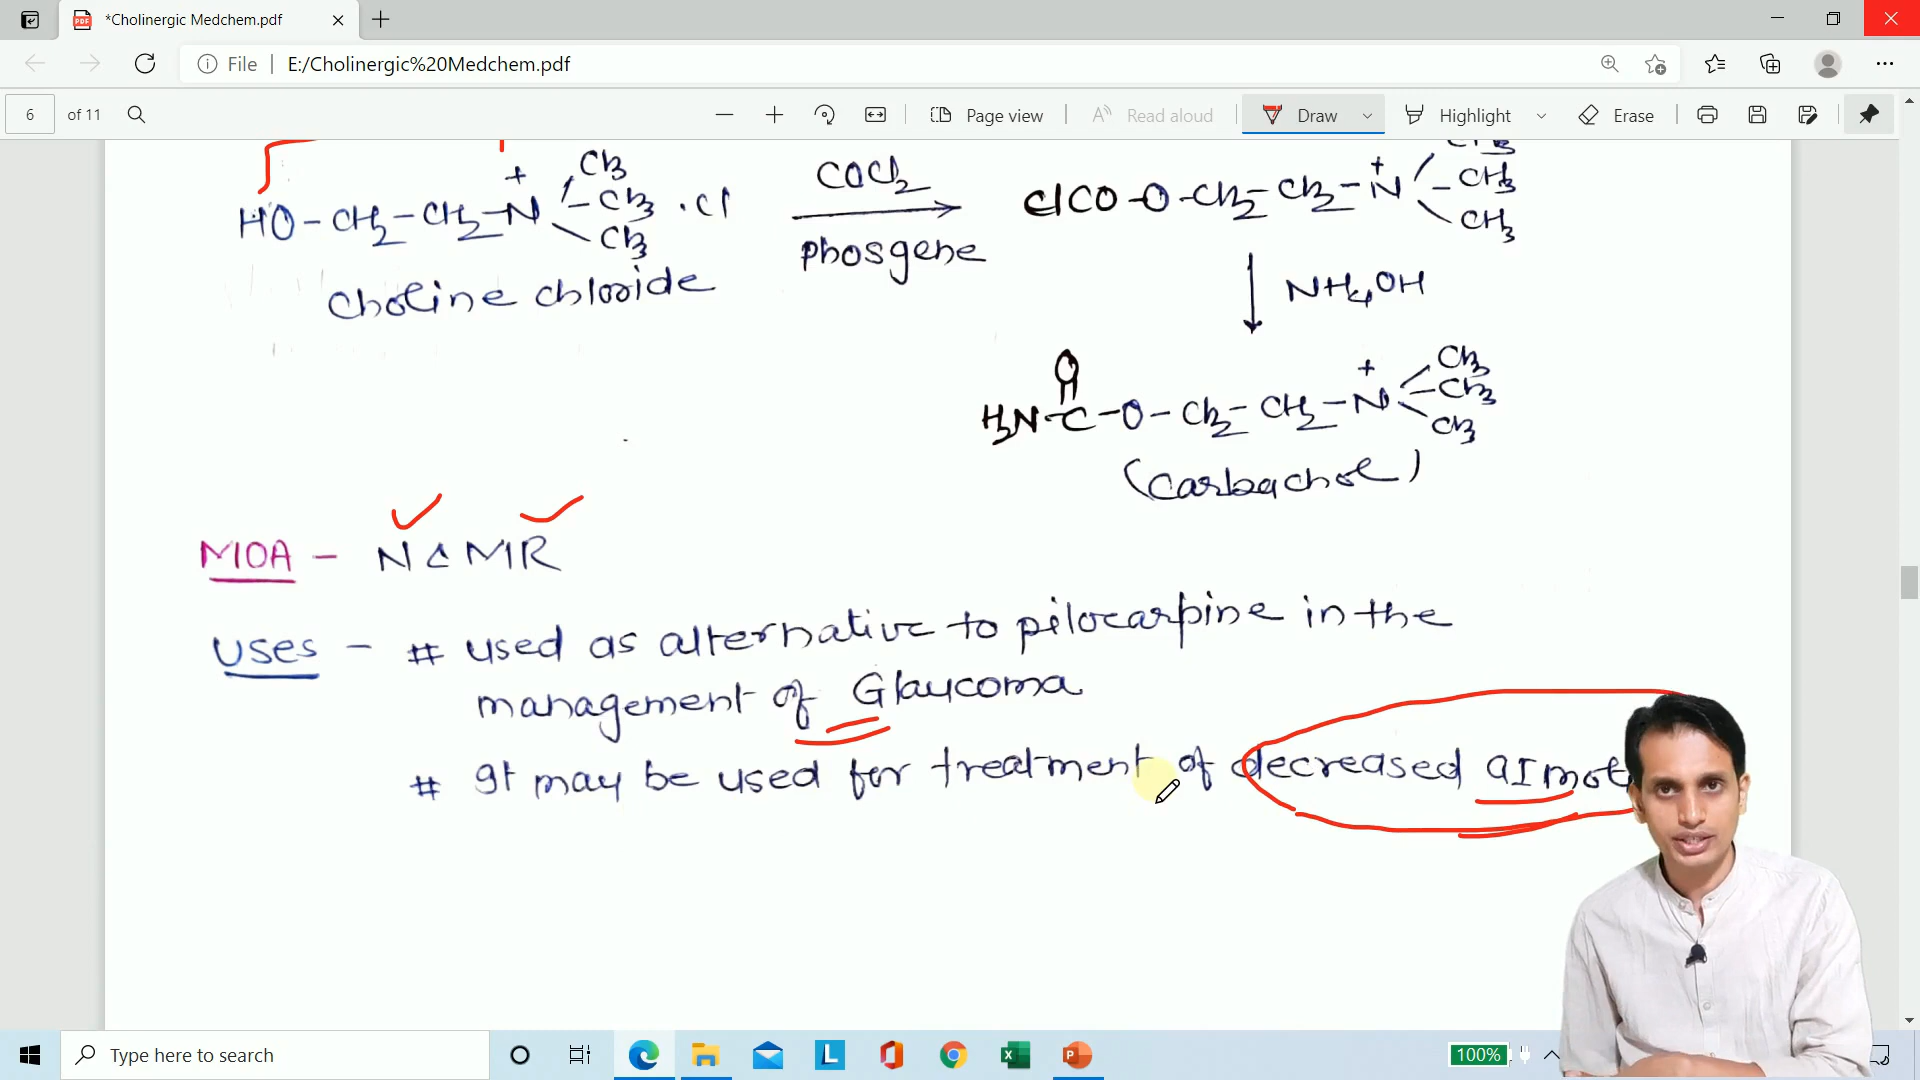 *Cholinergic Medchem.pdf
File
E:/Cholinergic%20Medchem.pdf
6 of 11
Page view
Read aloud
Draw
Highlight
Erase
HO-CH2-CH2-N+ CH3 CH3 CH3 .Cl
COCl2
phosgene
ClCO-O-CH2-CH2-N+ CH3 CH3 CH3
choline chloride
NH4OH
H2N-C-O-CH2-CH2-N+ CH3 CH3 CH3
O
(carbachol)
MOA - N & MR
Uses - # used as alternative to pilocarpine in the
management of Glaucoma
# It may be used for treatment of decreased GI mot
Type here to search
100%